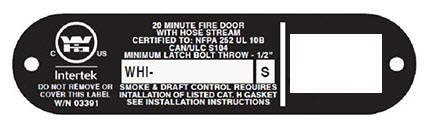 WH
C US
Intertek
DO NOT REMOVE OR
COVER THIS LABEL
W/N 03391
20 MINUTE FIRE DOOR
WITH HOSE STREAM
CERTIFIED TO: NFPA 252 UL 10B
CAN/ULC S104
MINIMUM LATCH BOLT THROW - 1/2"
WHI- S
SMOKE & DRAFT CONTROL REQUIRES
INTALLATION OF LISTED CAT. H GASKET
SEE INSTALLATION INSTRUCTIONS